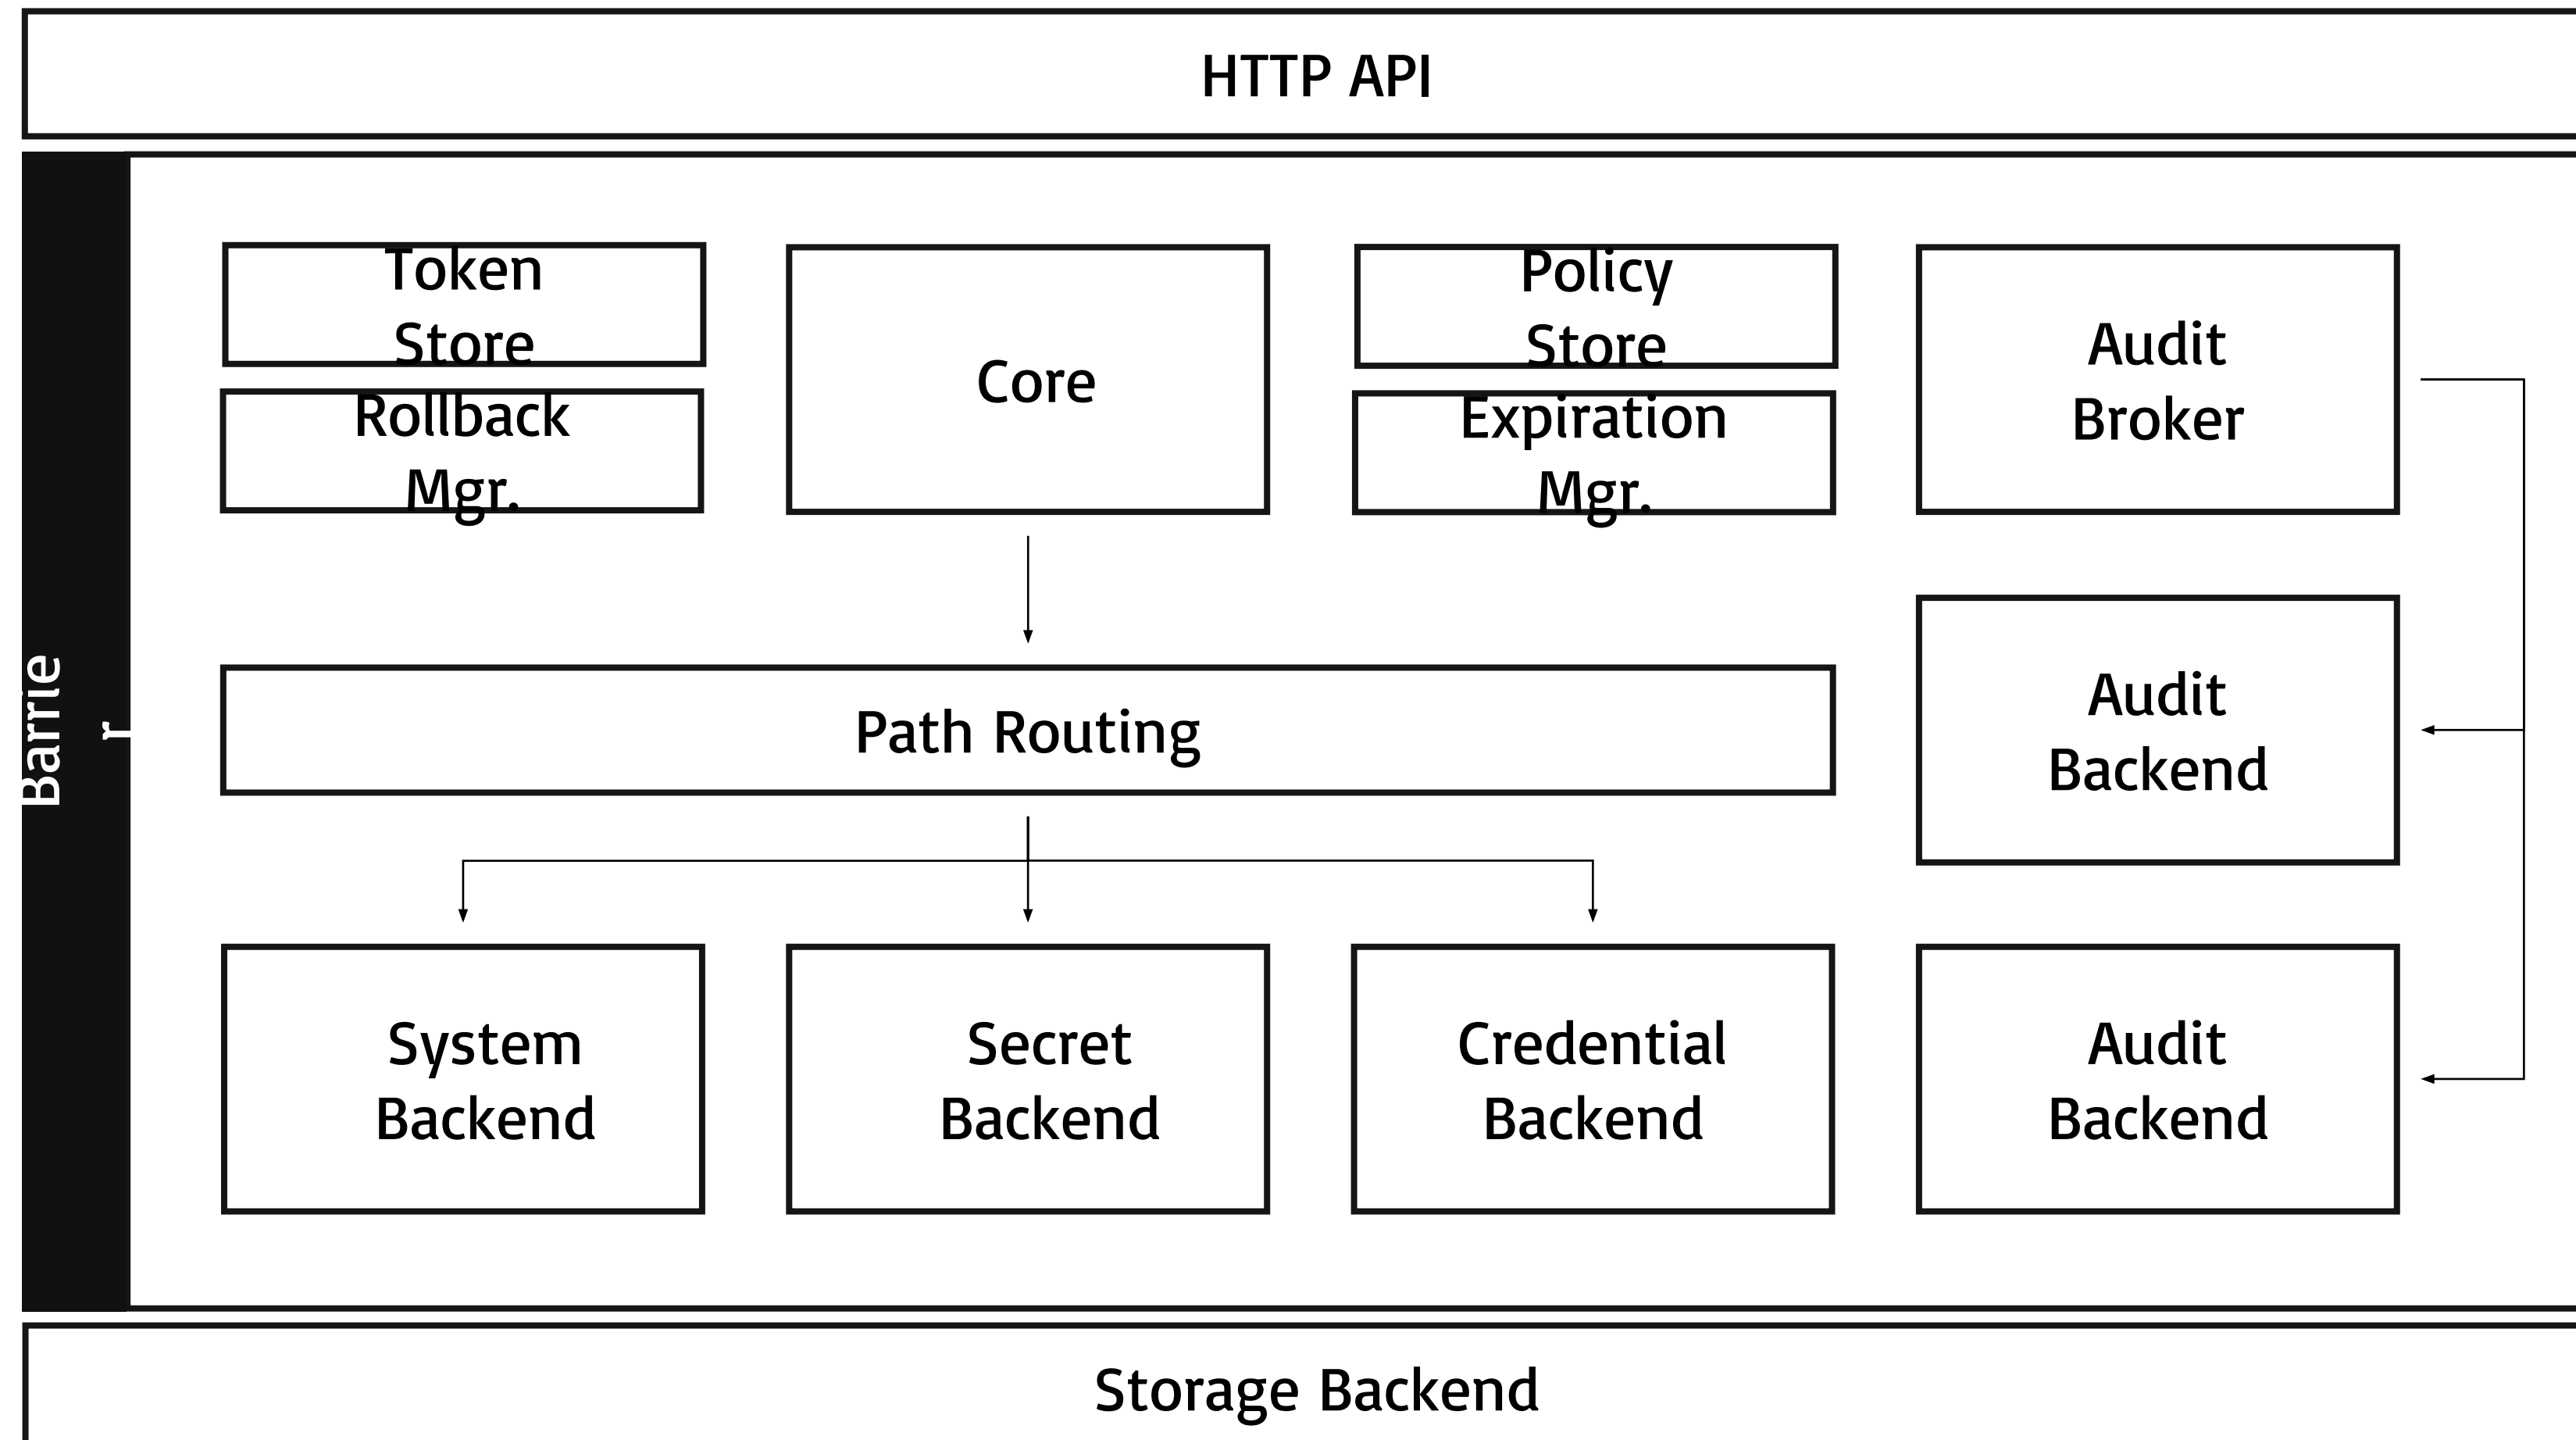 HTTP API
Barrie
r
Token
Store
Rollback
Mgr.
Core
Policy
Store
Expiration
Mgr.
Audit
Broker
Path Routing
Audit
Backend
System
Backend
Secret
Backend
Credential
Backend
Audit
Backend
Storage Backend